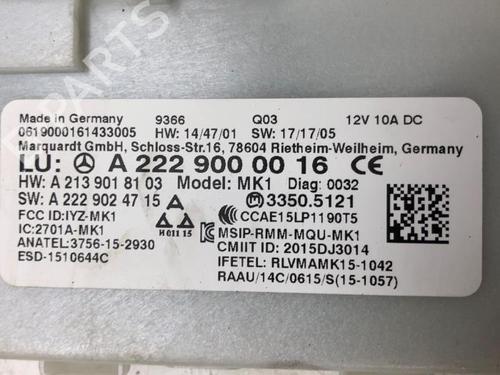 B-PARTS
Made in Germany 9366 Q03 12V 10A DC
0619000161433005 HW: 14/47/01 SW: 17/17/05
Marquardt GmbH, Schloss-Str.16, 78604 Rietheim-Weilheim, Germany
LU: A 222 900 00 16 CE
HW: A 213 901 81 03 Model: MK1 Diag: 0032
SW: A 222 902 47 15 3350.5121
FCC ID:IYZ-MK1 CCAE15LP1190T5
IC:2701A-MK1 H 011 15 MSIP-RMM-MQU-MK1
ANATEL:3756-15-2930 CMIIT ID: 2015DJ3014
ESD-1510644C IFETEL: RLVMAMK15-1042
RAAU/14C/0615/S(15-1057)